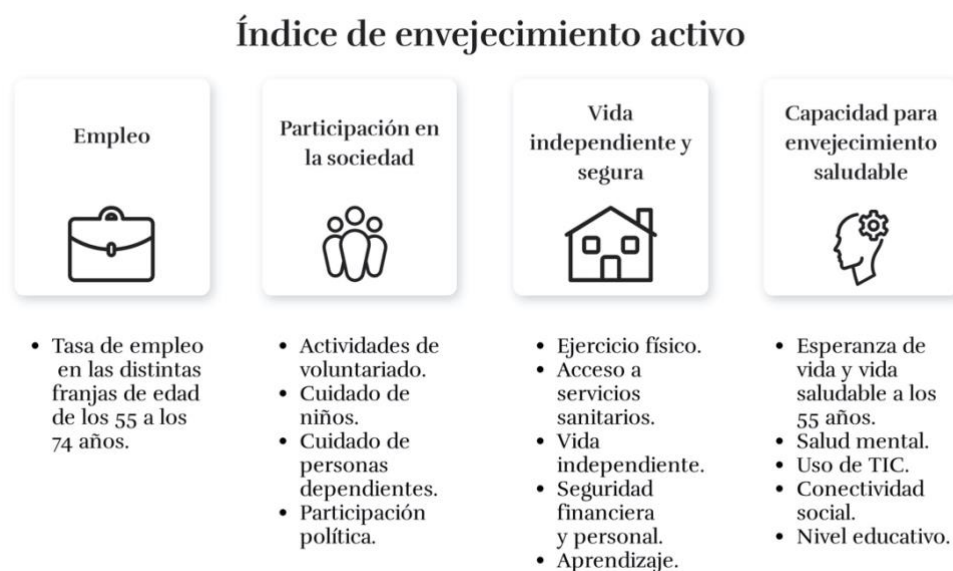 Índice de envejecimiento activo
Empleo
• Tasa de empleo
en las distintas
franjas de edad
de los 55 a los
74 años.
Participación en
la sociedad
• Actividades de
voluntariado.
• Cuidado de
niños.
• Cuidado de
personas
dependientes.
• Participación
política.
Vida
independiente y
segura
• Ejercicio físico.
• Acceso a
servicios
sanitarios.
• Vida
independiente.
• Seguridad
financiera
y personal.
• Aprendizaje.
Capacidad para
envejecimiento
saludable
• Esperanza de
vida y vida
saludable a los
55 años.
• Salud mental.
• Uso de TIC.
• Conectividad
social.
• Nivel educativo.